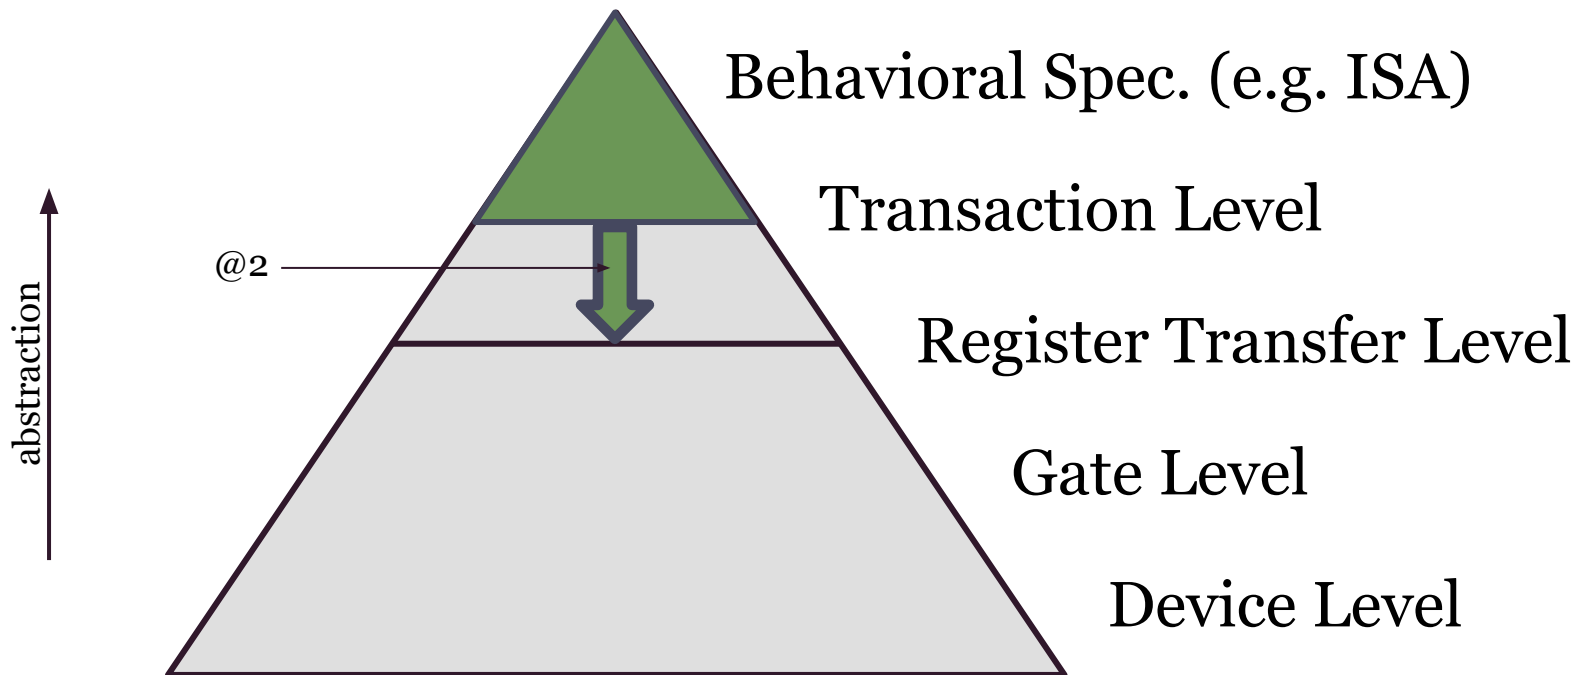 Behavioral Spec. (e.g. ISA)
Transaction Level
@2
abstraction
Register Transfer Level
Gate Level
Device Level